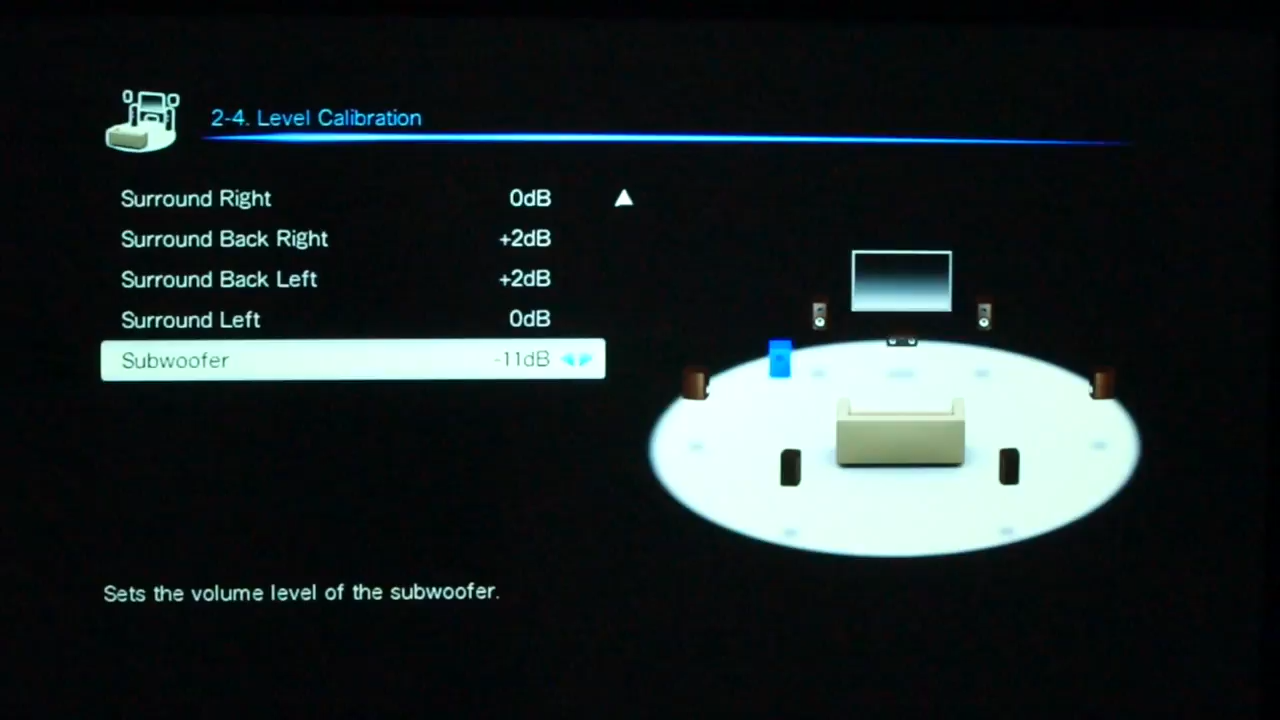 2-4. Level Calibration
Surround Right 0dB
Surround Back Right +2dB
Surround Back Left +2dB
Surround Left 0dB
Subwoofer -11dB
Sets the volume level of the subwoofer.